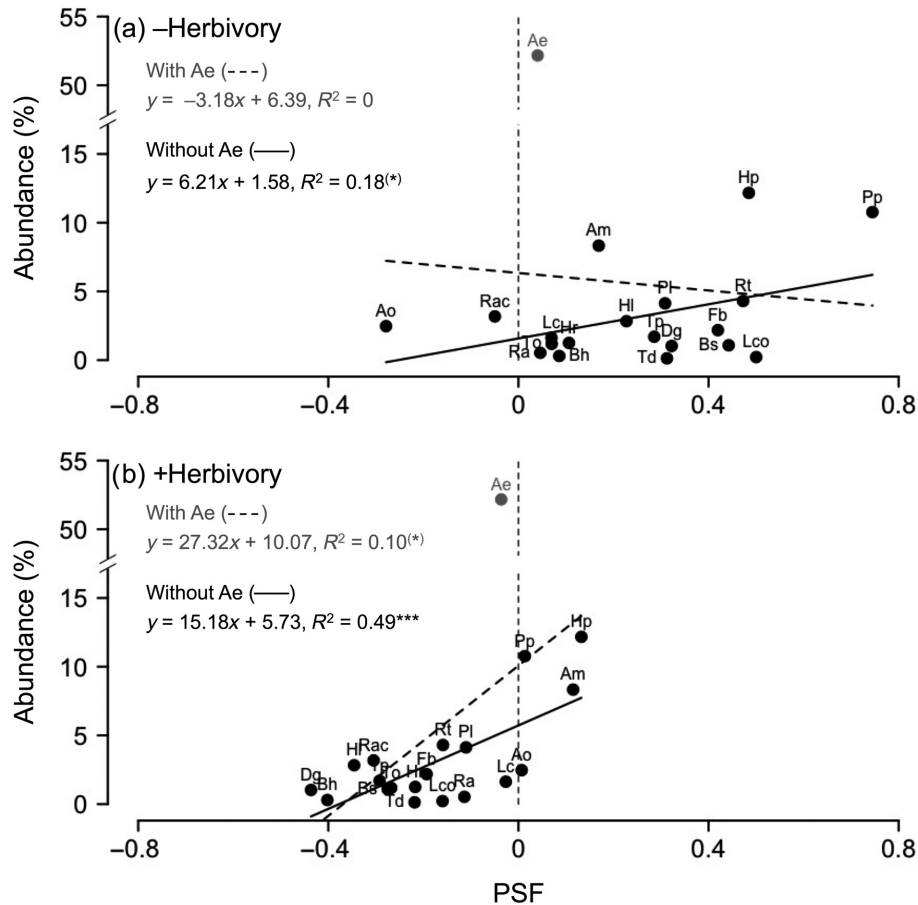 (a) –Herbivory
With Ae (---)
y = –3.18x + 6.39, R² = 0
Without Ae (——)
y = 6.21x + 1.58, R² = 0.18(*)
Abundance (%)
55
50
15
10
5
0
Ae
Hp
Pp
Am
Pl
Rt
Ao
Rac
Hl
Fb
Lc
Hr
Tp
Dg
To
Ra
Bh
Td
Bs
Lco
–0.8
–0.4
0
0.4
0.8
(b) +Herbivory
With Ae (---)
y = 27.32x + 10.07, R² = 0.10(*)
Without Ae (——)
y = 15.18x + 5.73, R² = 0.49***
Abundance (%)
55
50
15
10
5
0
Ae
Hp
Pp
Am
Rt
Pl
Hl
Rac
Fb
Ao
Tp
To
Hr
Lc
Dg
Bh
Bs
Td
Lco
Ra
–0.8
–0.4
0
0.4
0.8
PSF